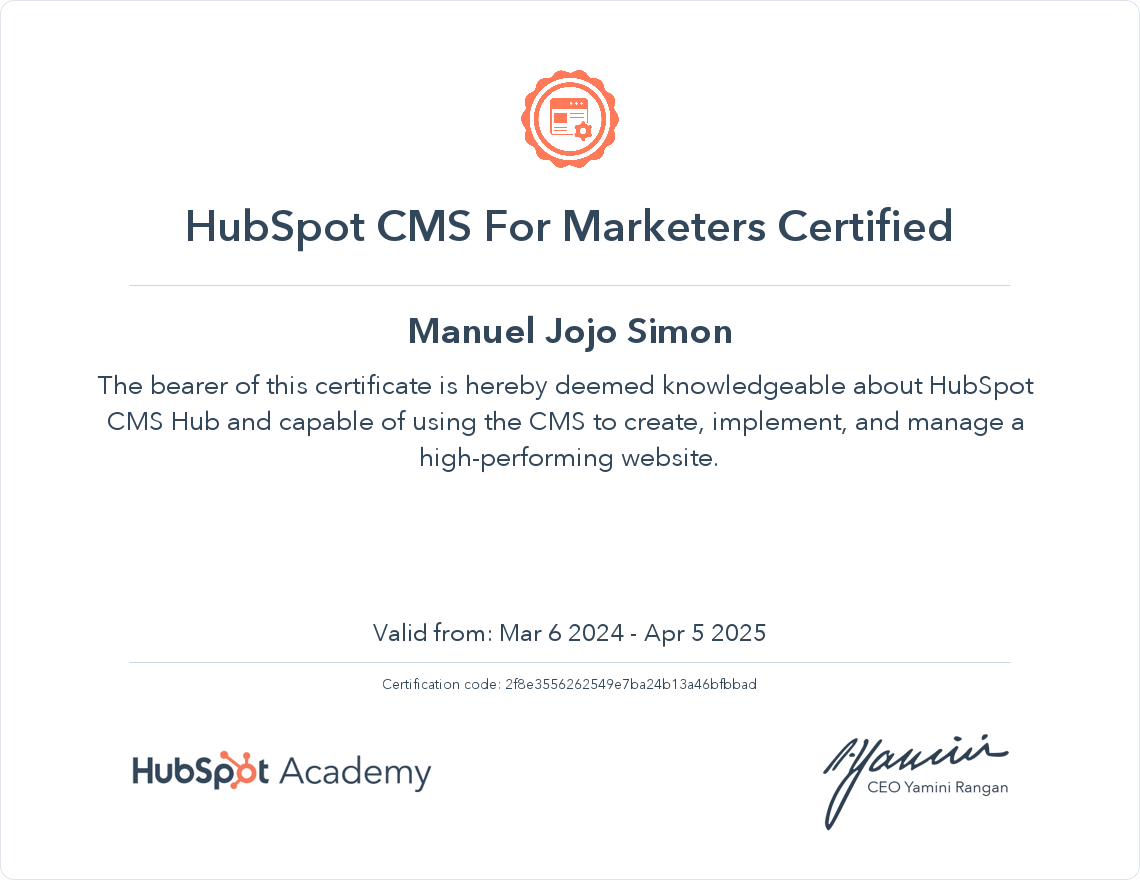 HubSpot CMS For Marketers Certified
Manuel Jojo Simon
The bearer of this certificate is hereby deemed knowledgeable about HubSpot
CMS Hub and capable of using the CMS to create, implement, and manage a
high-performing website.
Valid from: Mar 6 2024 - Apr 5 2025
Certification code: 2f8e3556262549e7ba24b13a46bfbbad
HubSpot Academy
CEO Yamini Rangan